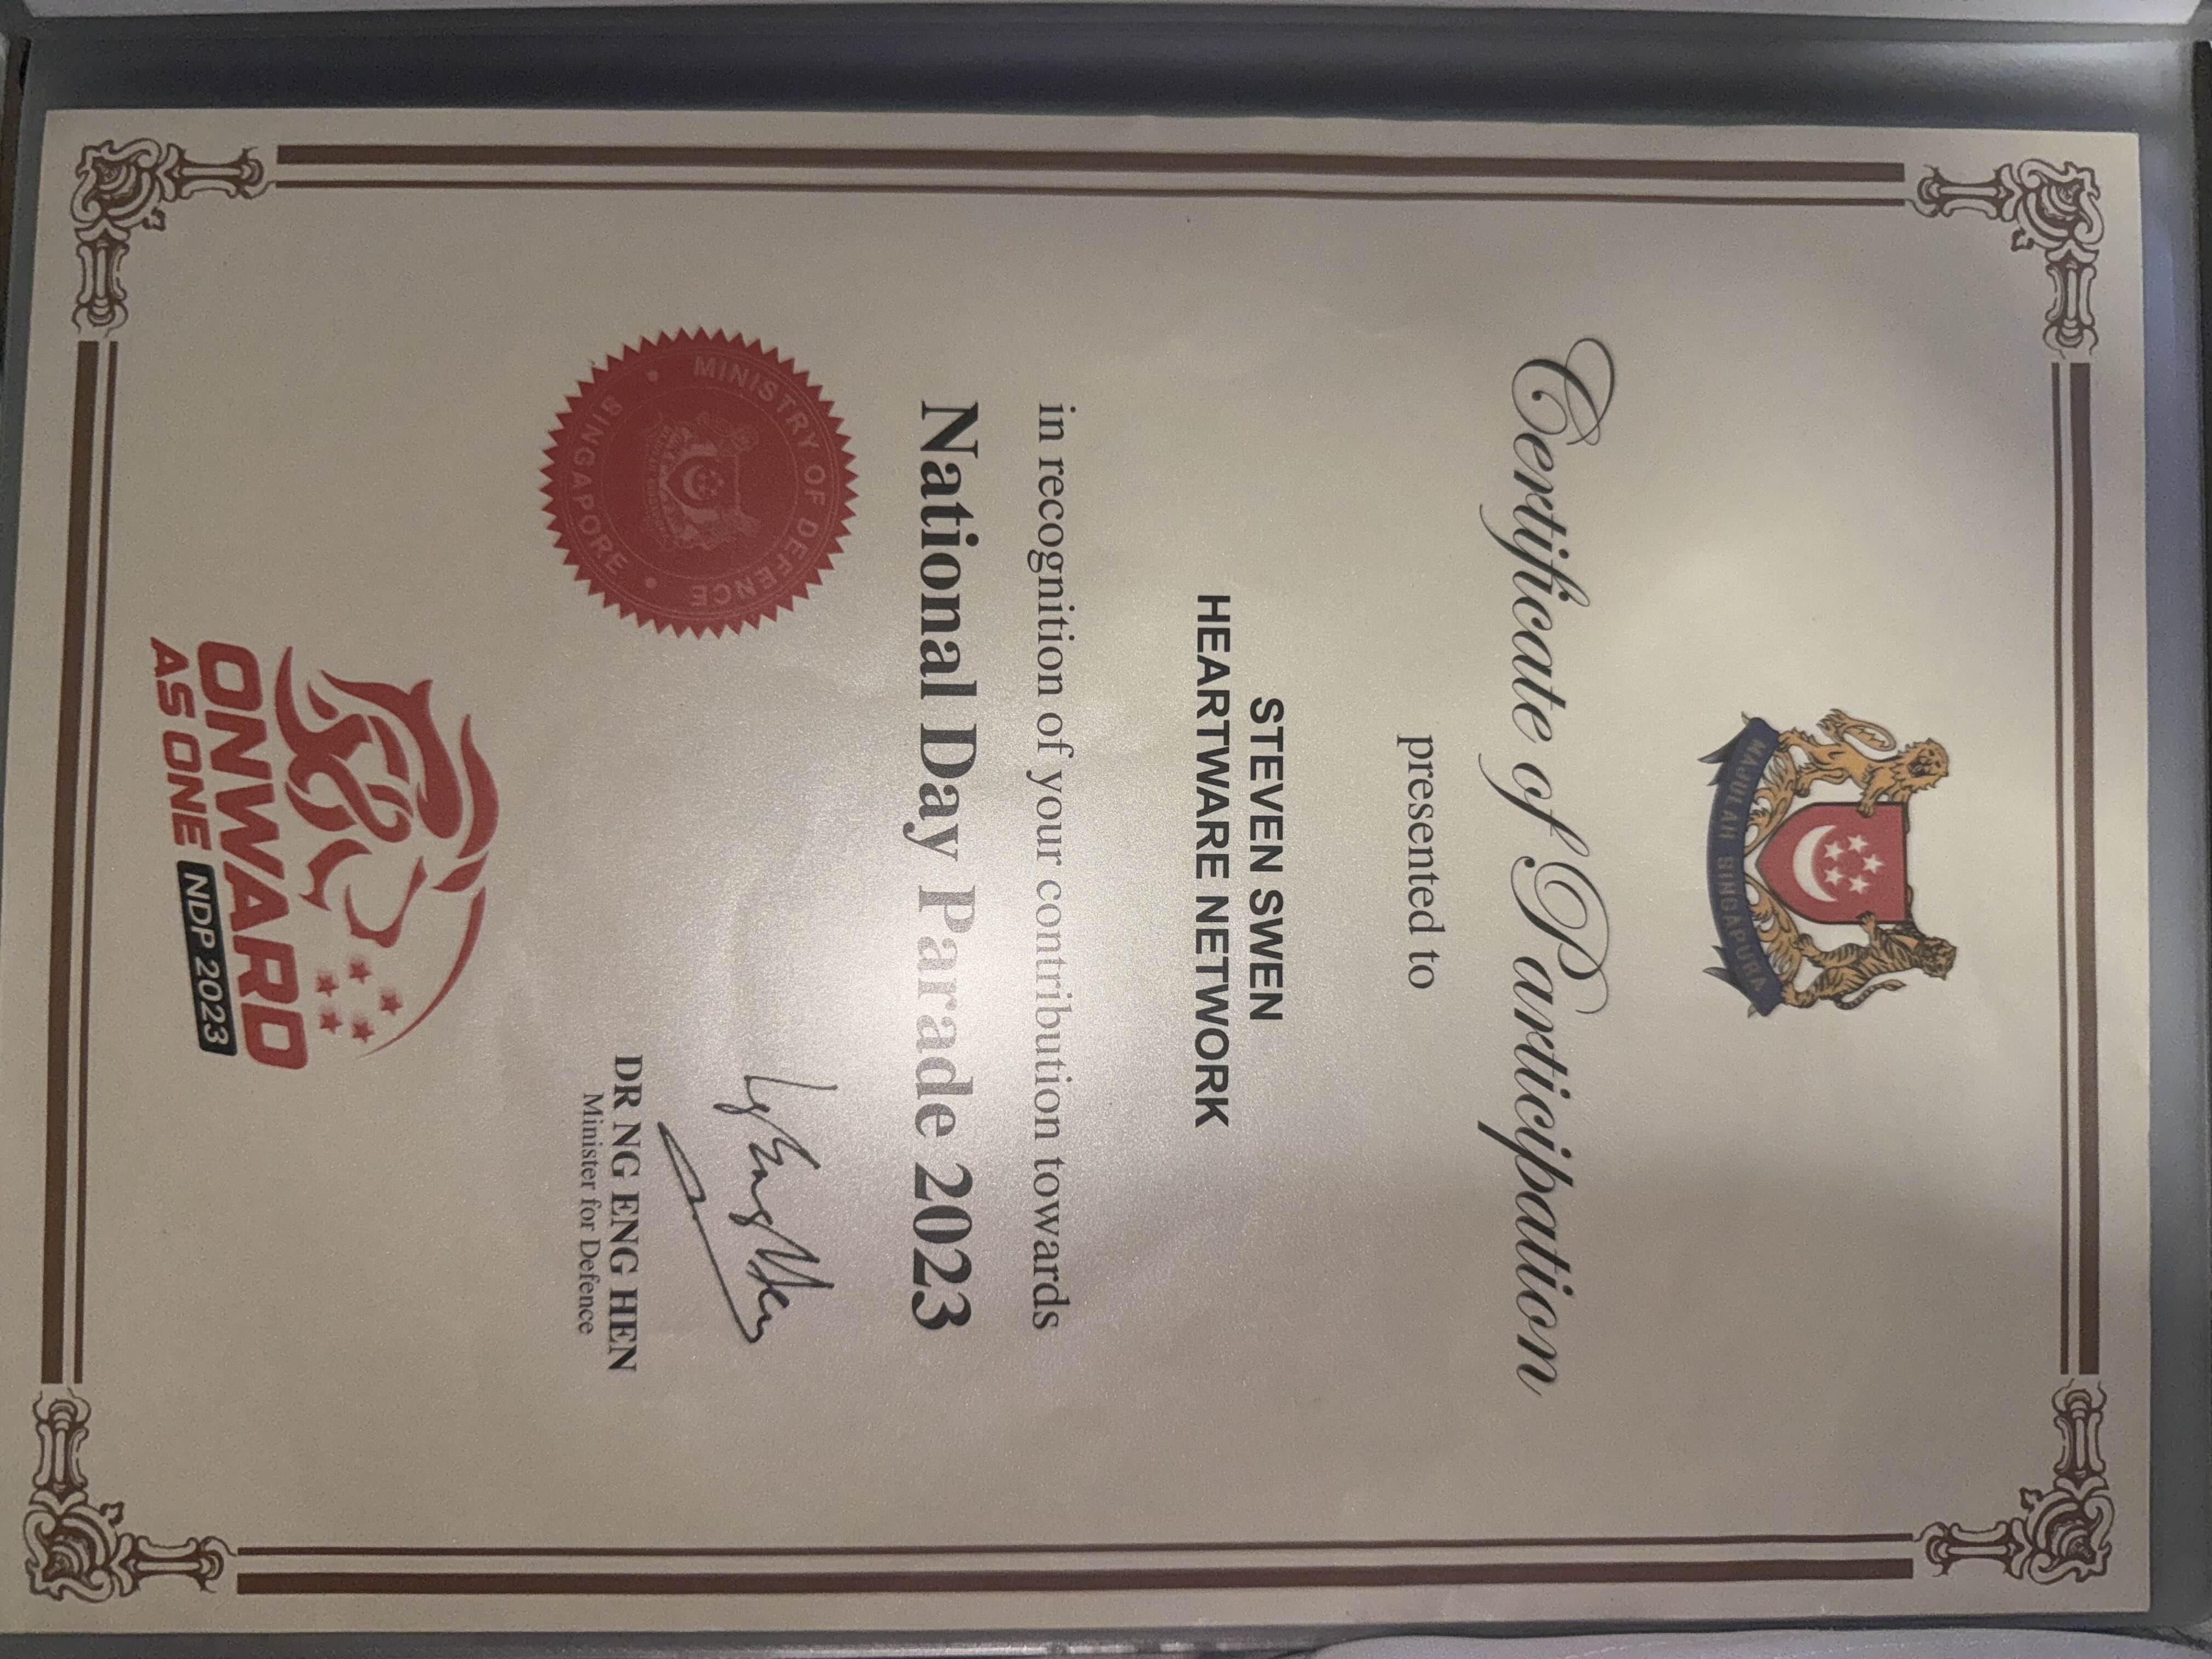 MAJULAH SINGAPURA
Certificate of Participation
presented to
STEVEN SWEN
HEARTWARE NETWORK
in recognition of your contribution towards
National Day Parade 2023
MINISTRY OF DEFENCE
SINGAPORE
DR NG ENG HEN
Minister for Defence
ONWARD
AS ONE NDP 2023